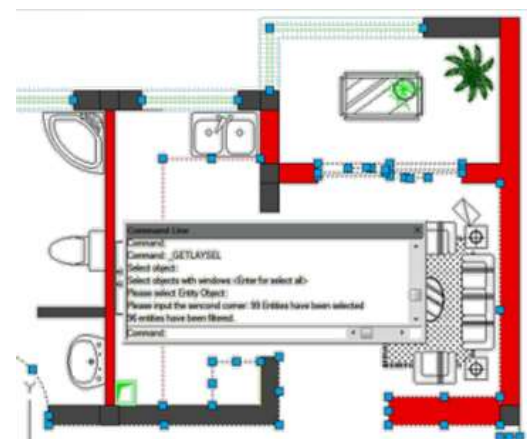 Command Line
Command:
Command: _GETLAYSEL
Select object:
Select objects with windows <Enter for select all>
Please select Entity Object:
Please input the sencond corner: 99 Entities have been selected
96 entities have been filtered.
Command:
Y